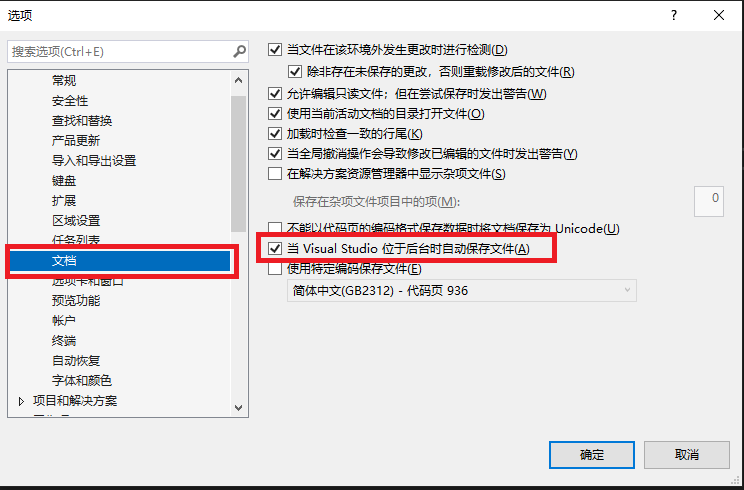 选项
搜索选项(Ctrl+E)
常规
安全性
查找和替换
产品更新
导入和导出设置
键盘
扩展
区域设置
任务列表
文档
选项卡和窗口
预览功能
帐户
终端
自动恢复
字体和颜色
项目和解决方案
当文件在该环境外发生更改时进行检测(D)
除非存在未保存的更改，否则重载修改后的文件(R)
允许编辑只读文件；但在尝试保存时发出警告(W)
使用当前活动文档的目录打开文件(O)
加载时检查一致的行尾(K)
当全局撤消操作会导致修改已编辑的文件时发出警告(Y)
在解决方案资源管理器中显示杂项文件(S)
保存在杂项文件项目中的项(M):
0
不能以代码页的编码格式保存数据时将文档保存为 Unicode(U)
当 Visual Studio 位于后台时自动保存文件(A)
使用特定编码保存文件(E)
简体中文(GB2312) - 代码页 936
确定
取消